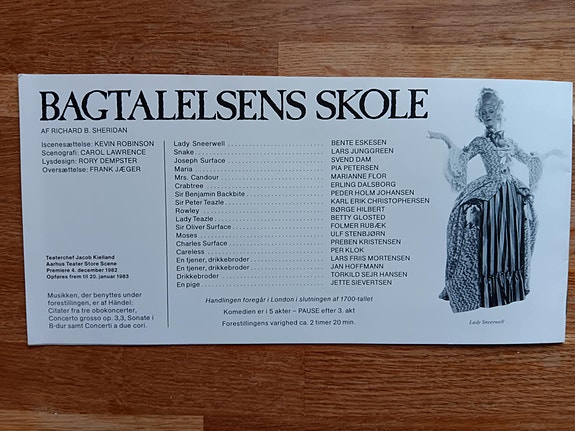 BAGTALELSENS SKOLE
AF RICHARD B. SHERIDAN
Iscenesættelse: KEVIN ROBINSON
Scenografi: CAROL LAWRENCE
Lysdesign: RORY DEMPSTER
Oversættelse: FRANK JÆGER
Teaterchef Jacob Kielland
Aarhus Teater Store Scene
Premiere 4. december 1982
Opføres frem til 20. januar 1983
Musikken, der benyttes under
forestillingen, er af Händel:
Citater fra tre obokoncerter,
Concerto grosso op. 3,3, Sonate i
B-dur samt Concerti a due cori.
Lady Sneerwell . . . . . . . . . . . . . . . . . . . . . BENTE ESKESEN
Snake . . . . . . . . . . . . . . . . . . . . . LARS JUNGGREEN
Joseph Surface . . . . . . . . . . . . . . . . . . . . . SVEND DAM
Maria . . . . . . . . . . . . . . . . . . . . . PIA PETERSEN
Mrs. Candour . . . . . . . . . . . . . . . . . . . . . MARIANNE FLOR
Crabtree . . . . . . . . . . . . . . . . . . . . . ERLING DALSBORG
Sir Benjamin Backbite . . . . . . . . . . . . . . . . . . . . . PEDER HOLM JOHANSEN
Sir Peter Teazle . . . . . . . . . . . . . . . . . . . . . KARL ERIK CHRISTOPHERSEN
Rowley . . . . . . . . . . . . . . . . . . . . . BØRGE HILBERT
Lady Teazle . . . . . . . . . . . . . . . . . . . . . BETTY GLOSTED
Sir Oliver Surface . . . . . . . . . . . . . . . . . . . . . FOLMER RUBÆK
Moses . . . . . . . . . . . . . . . . . . . . . ULF STENBJØRN
Charles Surface . . . . . . . . . . . . . . . . . . . . . PREBEN KRISTENSEN
Careless . . . . . . . . . . . . . . . . . . . . . PER KLOK
En tjener, drikkebroder . . . . . . . . . . . . . . . . . . . . . LARS FRIIS MORTENSEN
En tjener, drikkebroder . . . . . . . . . . . . . . . . . . . . . JAN HOFFMANN
Drikkebroder . . . . . . . . . . . . . . . . . . . . . TORKILD SEJR HANSEN
En pige . . . . . . . . . . . . . . . . . . . . . JETTE SIEVERTSEN
Handlingen foregår i London i slutningen af 1700-tallet
Komedien er i 5 akter – PAUSE efter 3. akt
Forestillingens varighed ca. 2 timer 20 min.
Lady Sneerwell